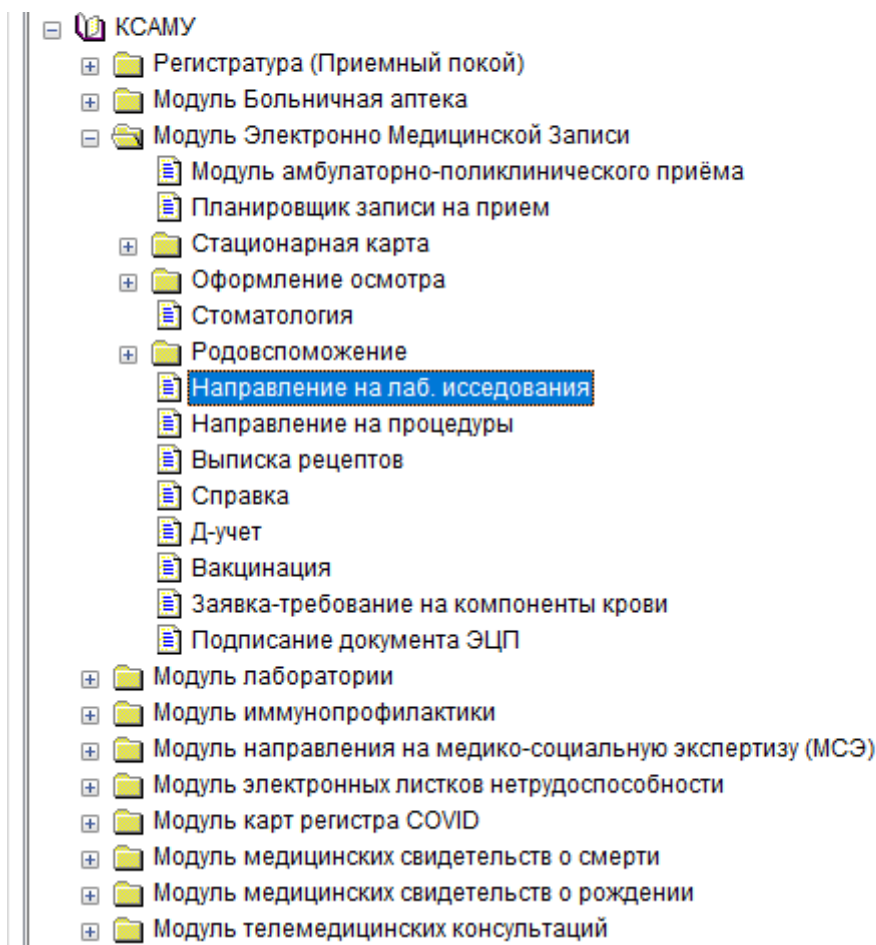 КСАМУ
Регистратура (Приемный покой)
Модуль Больничная аптека
Модуль Электронно Медицинской Записи
Модуль амбулаторно-поликлинического приёма
Планировщик записи на прием
Стационарная карта
Оформление осмотра
Стоматология
Родовспоможение
Направление на лаб. исседования
Направление на процедуры
Выписка рецептов
Справка
Д-учет
Вакцинация
Заявка-требование на компоненты крови
Подписание документа ЭЦП
Модуль лаборатории
Модуль иммунопрофилактики
Модуль направления на медико-социальную экспертизу (МСЭ)
Модуль электронных листков нетрудоспособности
Модуль карт регистра COVID
Модуль медицинских свидетельств о смерти
Модуль медицинских свидетельств о рождении
Модуль телемедицинских консультаций